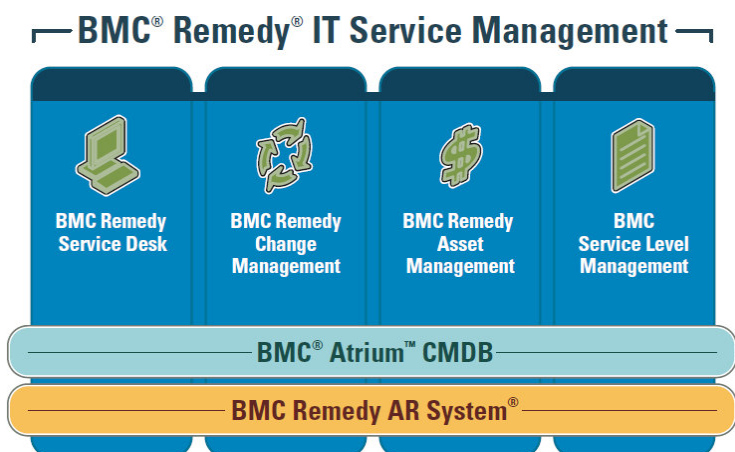 BMC® Remedy® IT Service Management
BMC Remedy
Service Desk
BMC Remedy
Change
Management
BMC Remedy
Asset
Management
BMC
Service Level
Management
BMC® Atrium™ CMDB
BMC Remedy AR System®